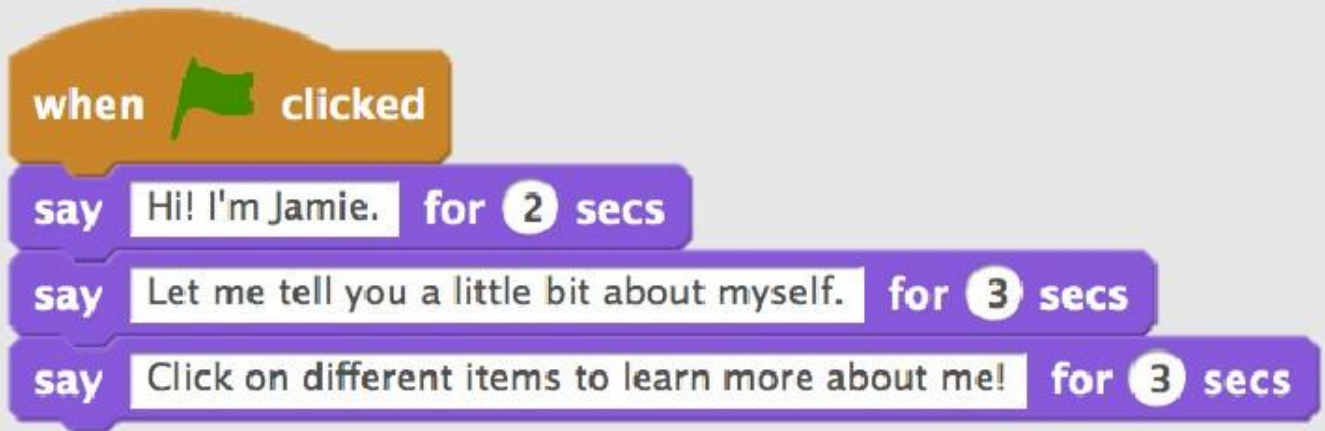 when clicked
say Hi! I'm Jamie. for 2 secs
say Let me tell you a little bit about myself. for 3 secs
say Click on different items to learn more about me! for 3 secs